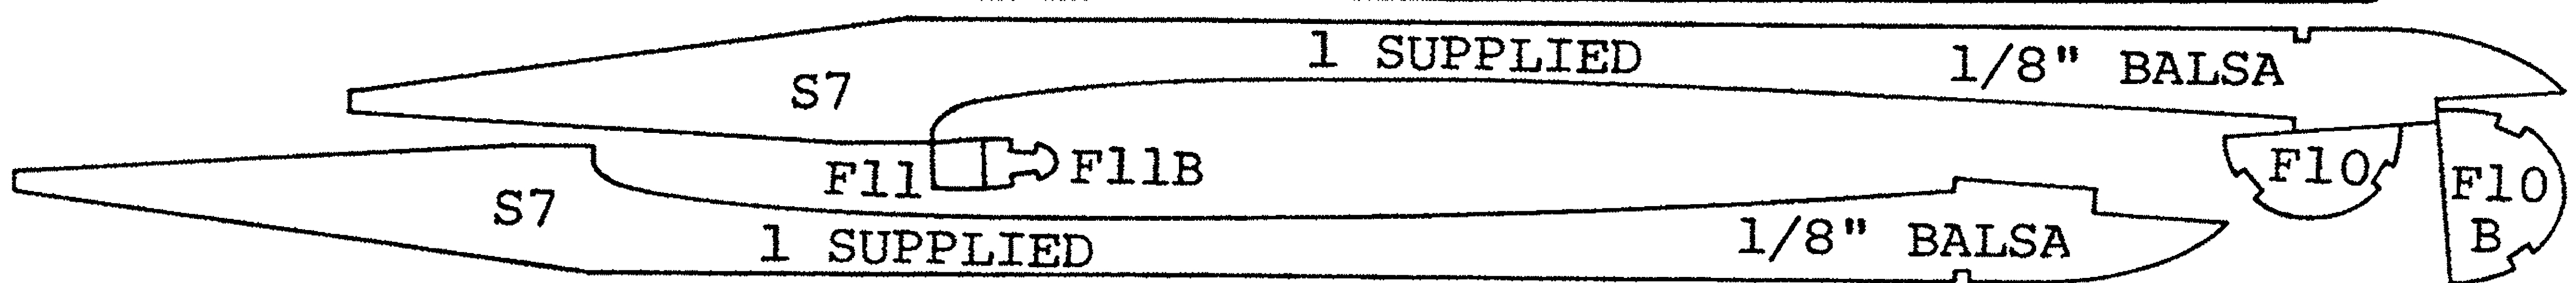 1 SUPPLIED
1/8" BALSA
S7
F11
F11B
F10
F10
B
S7
1 SUPPLIED
1/8" BALSA